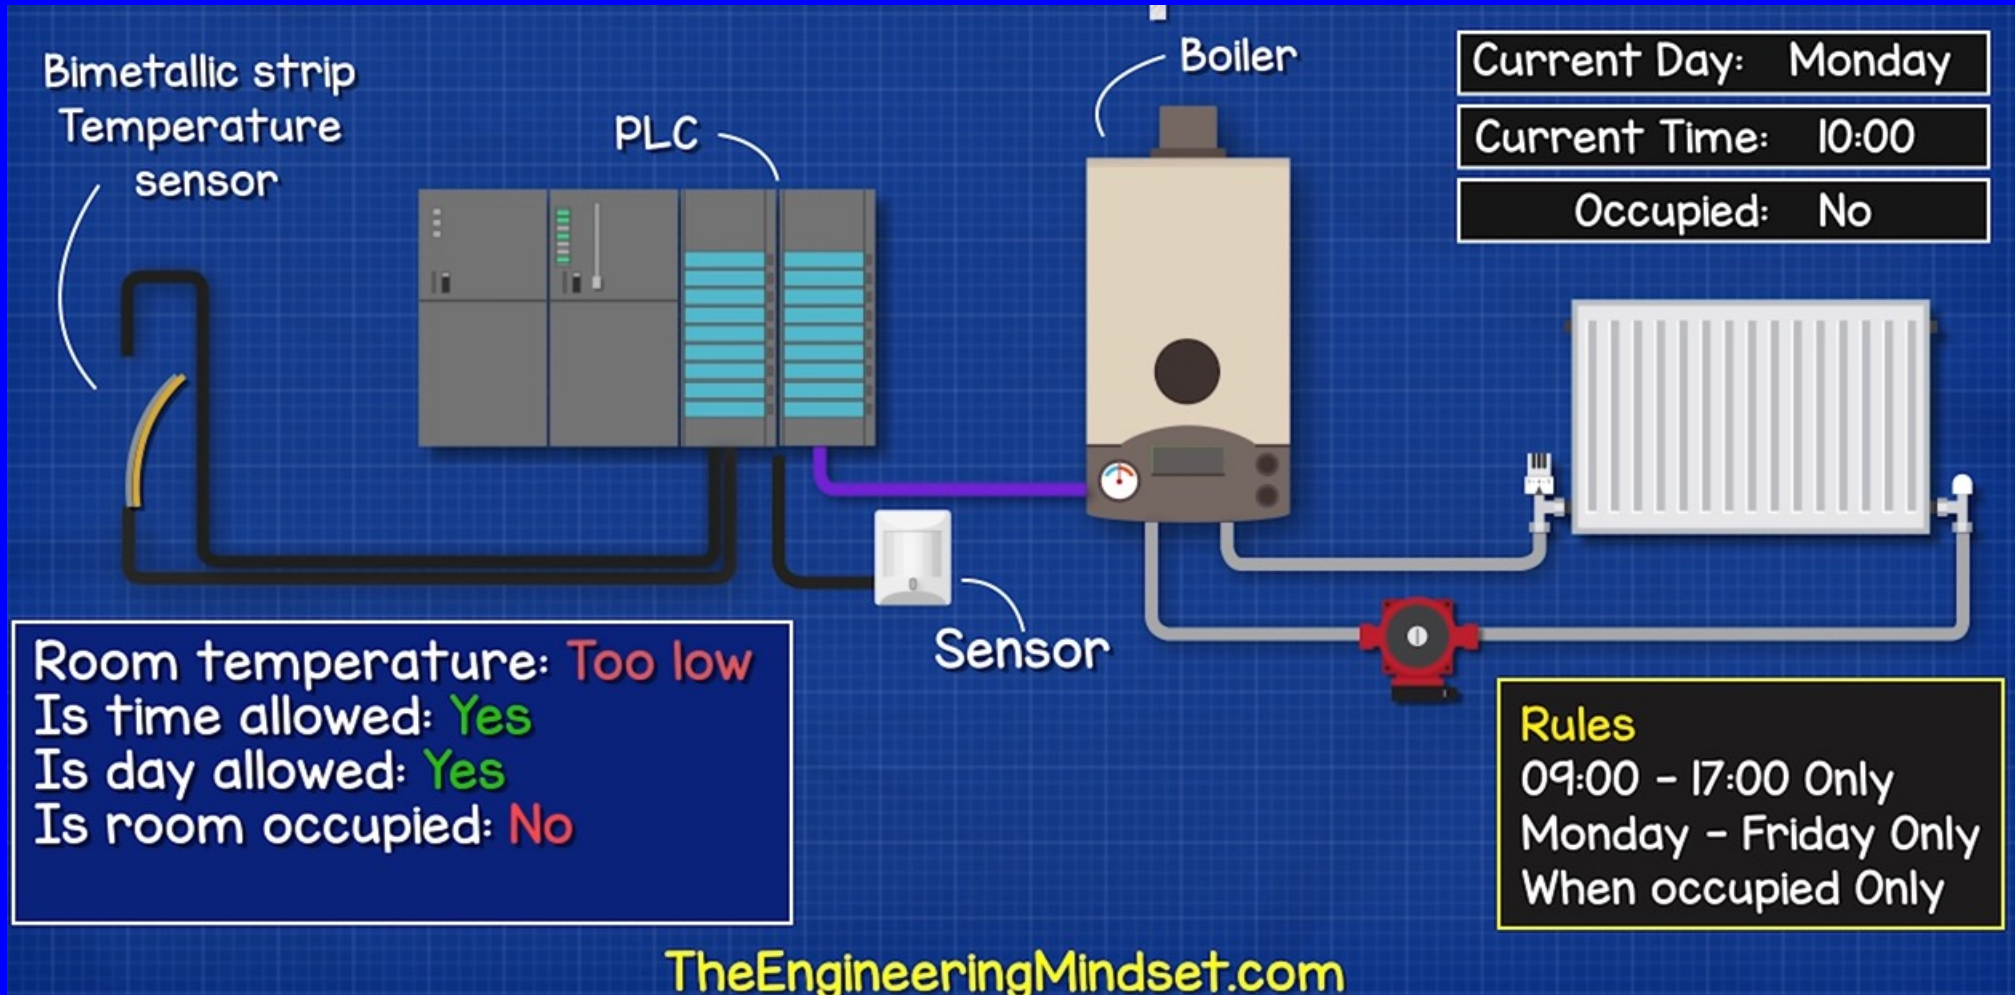 Bimetallic strip
Temperature
sensor
PLC
Boiler
Current Day: Monday
Current Time: 10:00
Occupied: No
Sensor
Room temperature: Too low
Is time allowed: Yes
Is day allowed: Yes
Is room occupied: No
Rules
09:00 - 17:00 Only
Monday - Friday Only
When occupied Only
TheEngineeringMindset.com